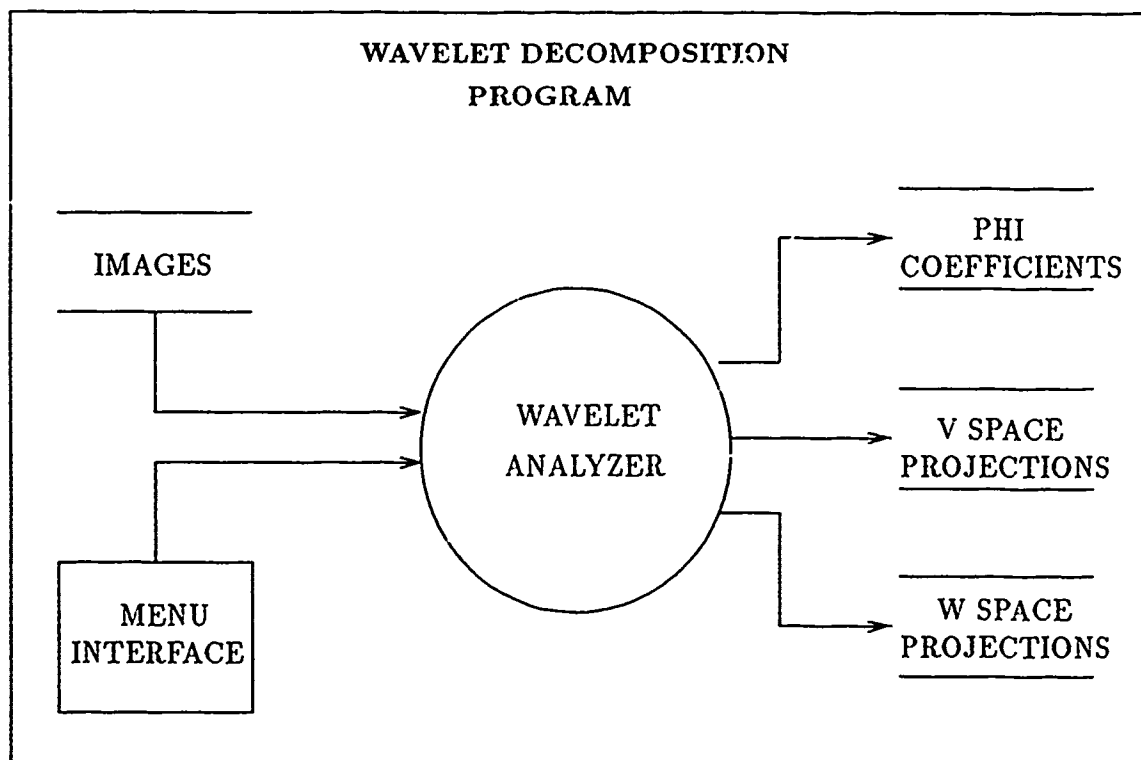 WAVELET DECOMPOSITION
PROGRAM
IMAGES
MENU
INTERFACE
WAVELET
ANALYZER
PHI
COEFFICIENTS
V SPACE
PROJECTIONS
W SPACE
PROJECTIONS